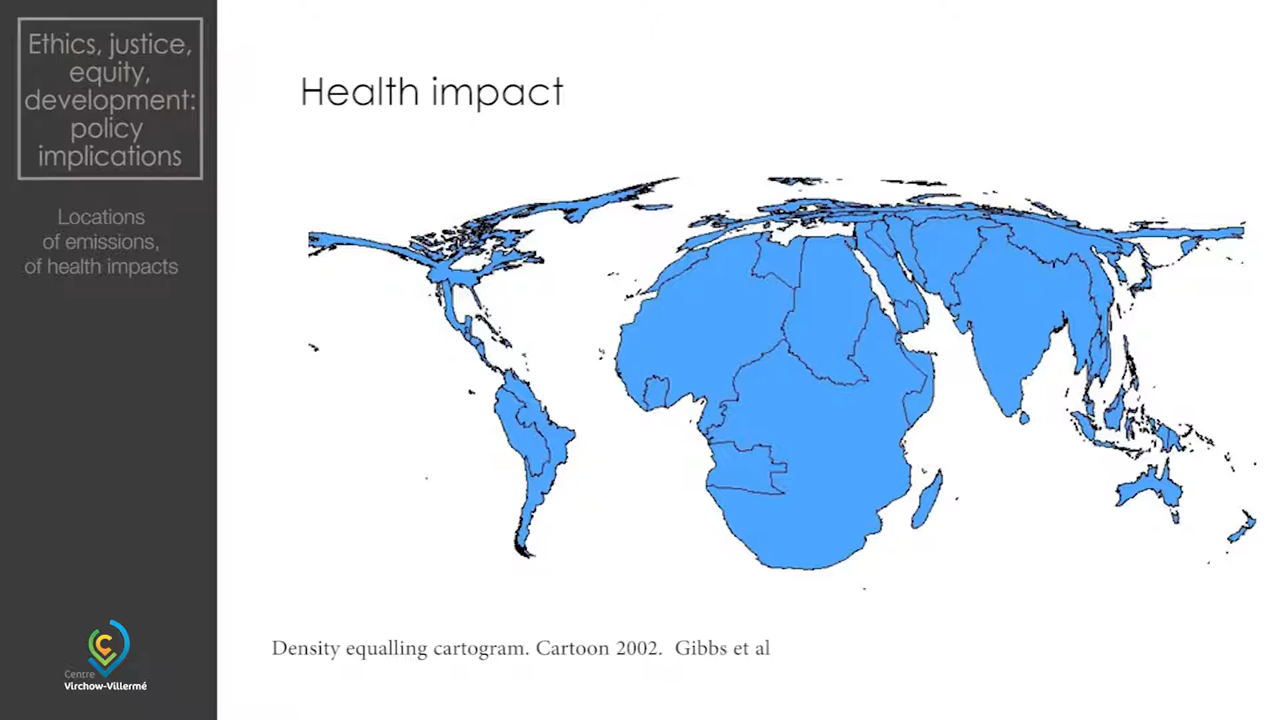 Ethics, justice,
equity,
development:
policy
implications
Locations
of emissions,
of health impacts
Centre
Virchow-Villermé
Health impact
Density equalling cartogram. Cartoon 2002. Gibbs et al